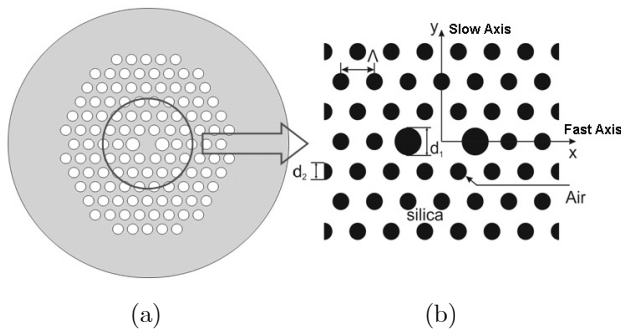 y
Slow Axis
Λ
Fast Axis
x
d₁
d₂
Air
silica
(a)
(b)